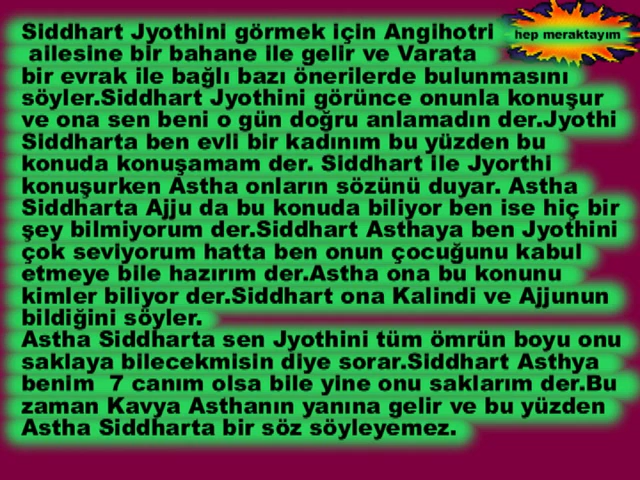 Siddhart Jyothini görmek için Angihotri
hep meraktayım
ailesine bir bahane ile gelir ve Varata
bir evrak ile bağlı bazı önerilerde bulunmasını
söyler.Siddhart Jyothini görünce onunla konuşur
ve ona sen beni o gün doğru anlamadın der.Jyothi
Siddharta ben evli bir kadınım bu yüzden bu
konuda konuşamam der. Siddhart ile Jyorthi
konuşurken Astha onların sözünü duyar. Astha
Siddharta Ajju da bu konuda biliyor ben ise hiç bir
şey bilmiyorum der.Siddhart Asthaya ben Jyothini
çok seviyorum hatta ben onun çocuğunu kabul
etmeye bile hazırım der.Astha ona bu konunu
kimler biliyor der.Siddhart ona Kalindi ve Ajjunun
bildiğini söyler.
Astha Siddharta sen Jyothini tüm ömrün boyu onu
saklaya bilecekmisin diye sorar.Siddhart Asthya
benim 7 canım olsa bile yine onu saklarım der.Bu
zaman Kavya Asthanın yanına gelir ve bu yüzden
Astha Siddharta bir söz söyleyemez.